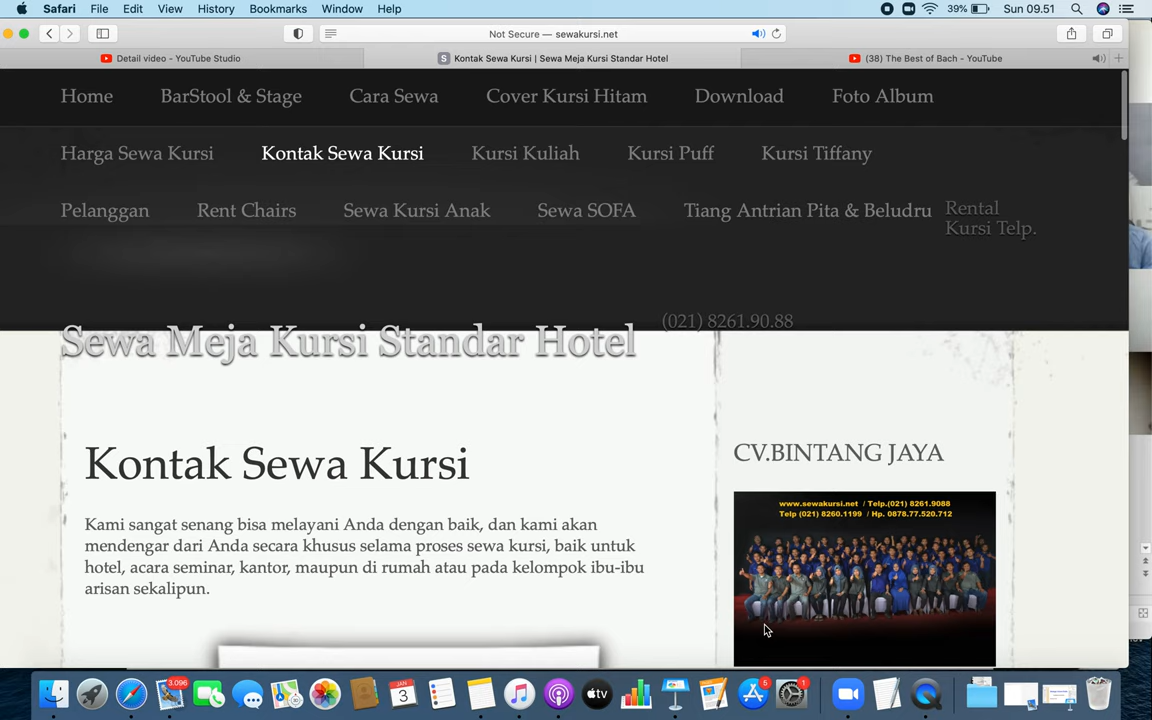 Safari File Edit View History Bookmarks Window Help 39% Sun 09.51
Not Secure — sewakursi.net
Detail video - YouTube Studio
S Kontak Sewa Kursi | Sewa Meja Kursi Standar Hotel
(38) The Best of Bach - YouTube
Home BarStool & Stage Cara Sewa Cover Kursi Hitam Download Foto Album
Harga Sewa Kursi Kontak Sewa Kursi Kursi Kuliah Kursi Puff Kursi Tiffany
Pelanggan Rent Chairs Sewa Kursi Anak Sewa SOFA Tiang Antrian Pita & Beludru
Rental
Kursi Telp.
(021) 8261.90.88
Sewa Meja Kursi Standar Hotel
Kontak Sewa Kursi
Kami sangat senang bisa melayani Anda dengan baik, dan kami akan
mendengar dari Anda secara khusus selama proses sewa kursi, baik untuk
hotel, acara seminar, kantor, maupun di rumah atau pada kelompok ibu-ibu
arisan sekalipun.
CV.BINTANG JAYA
www.sewakursi.net / Telp.(021) 8261.9088
Telp (021) 8260.1199 / Hp. 0878.77.520.712
3.096
JAN
3
tv
5
1